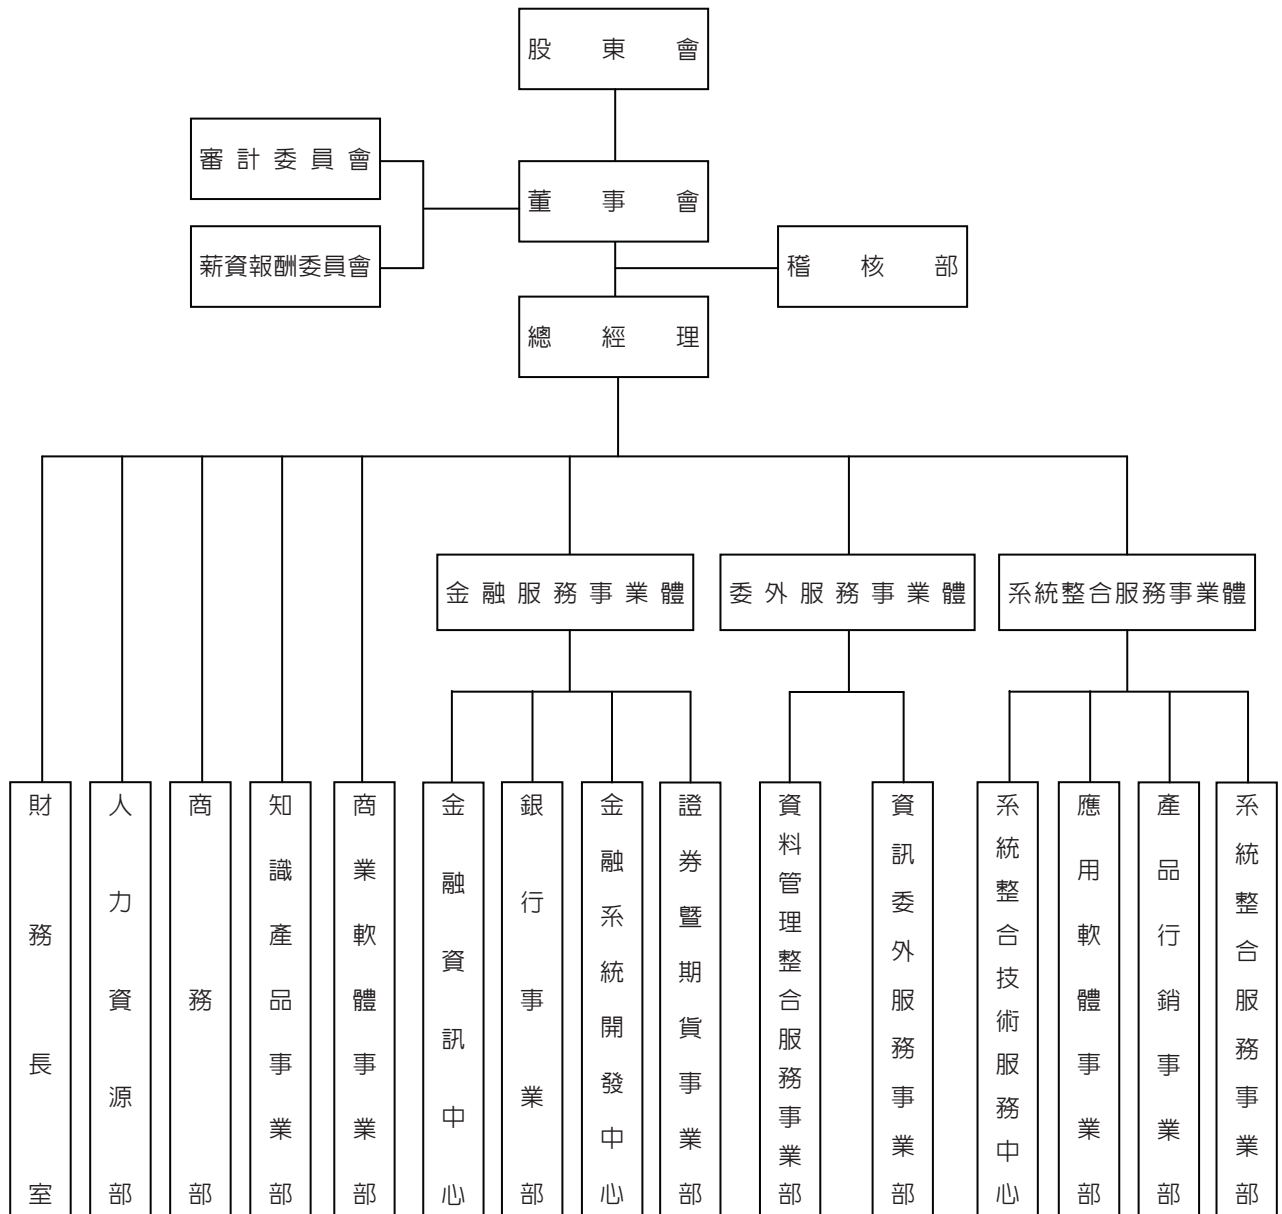 股東會
審計委員會
董事會
薪資報酬委員會
稽核部
總經理
金融服務事業體
委外服務事業體
系統整合服務事業體
財務長室
人力資源部
商務部
知識產品事業部
商業軟體事業部
金融資訊中心
銀行事業部
金融系統開發中心
證券暨期貨事業部
資料管理整合服務事業部
資訊委外服務事業部
系統整合技術服務中心
應用軟體事業部
產品行銷事業部
系統整合服務事業部